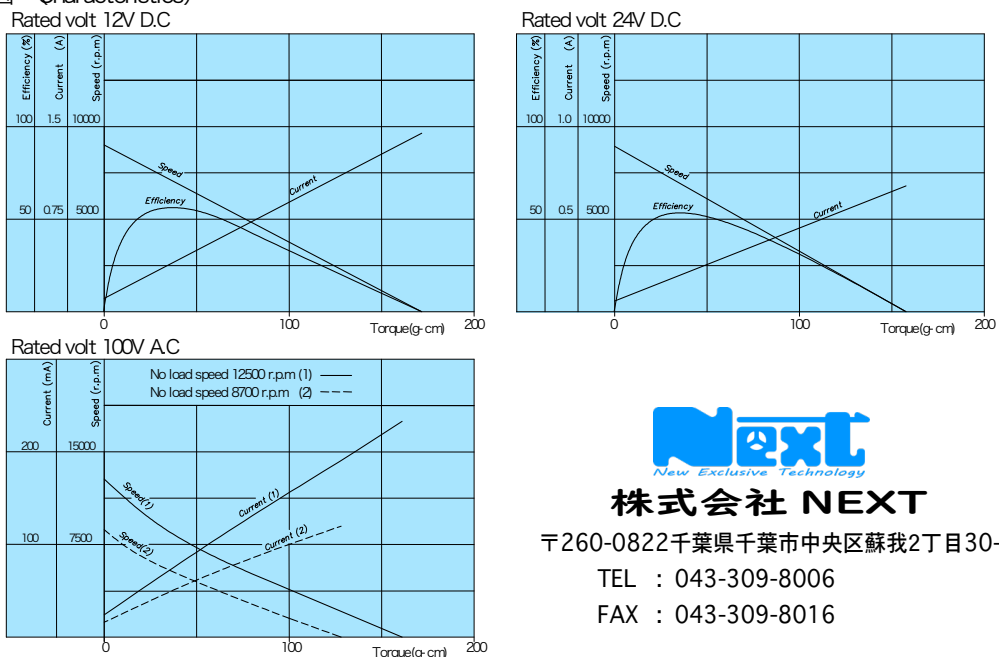 Characteristics)
Rated volt 12V D.C
Efficiency (%)
Current (A)
Speed (r.p.m)
100 1.5 10000
50 0.75 5000
Speed
Efficiency
Current
0 100 200
Torque(g-cm)
Rated volt 24V D.C
Efficiency (%)
Current (A)
Speed (r.p.m)
100 1.0 10000
50 0.5 5000
Speed
Efficiency
Current
0 100 200
Torque(g-cm)
Rated volt 100V A.C
Current (mA)
Speed (r.p.m)
No load speed 12500 r.p.m (1)
No load speed 8700 r.p.m (2)
200 15000
100 7500
Speed(1)
Speed(2)
Current (1)
Current (2)
0 100 200
Torque(g-cm)
Next
New Exclusive Technology
株式会社 NEXT
〒260-0822千葉県千葉市中央区蘇我2丁目30-
TEL : 043-309-8006
FAX : 043-309-8016